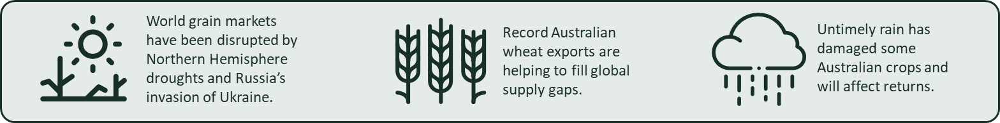 World grain markets
have been disrupted by
Northern Hemisphere
droughts and Russia’s
invasion of Ukraine.
Record Australian
wheat exports are
helping to fill global
supply gaps.
Untimely rain has
damaged some
Australian crops and
will affect returns.